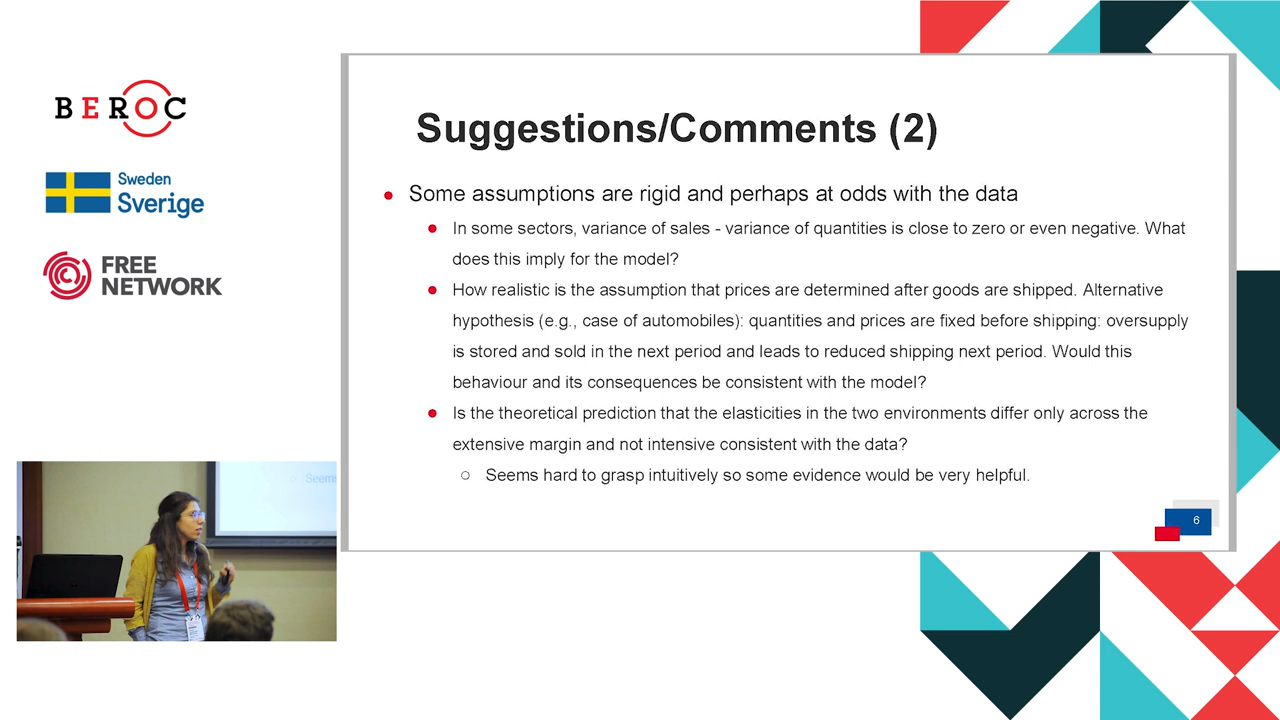 BEROC
Sweden
Sverige
FREE
NETWORK
Suggestions/Comments (2)
Some assumptions are rigid and perhaps at odds with the data
In some sectors, variance of sales - variance of quantities is close to zero or even negative. What
does this imply for the model?
How realistic is the assumption that prices are determined after goods are shipped. Alternative
hypothesis (e.g., case of automobiles): quantities and prices are fixed before shipping: oversupply
is stored and sold in the next period and leads to reduced shipping next period. Would this
behaviour and its consequences be consistent with the model?
Is the theoretical prediction that the elasticities in the two environments differ only across the
extensive margin and not intensive consistent with the data?
Seems hard to grasp intuitively so some evidence would be very helpful.
6
Seems